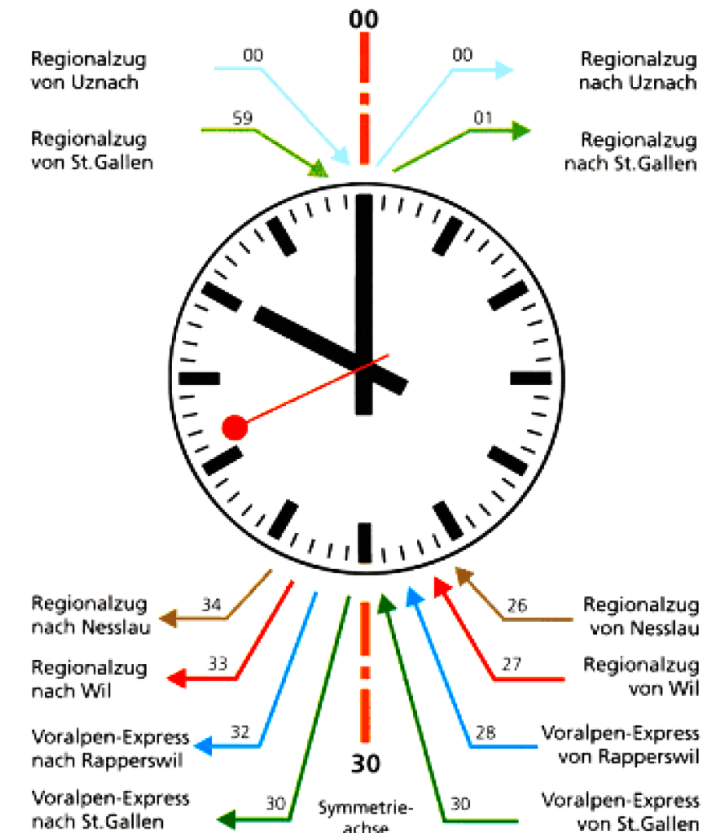 00
Regionalzug
von Uznach
00
00
Regionalzug
nach Uznach
Regionalzug
von St.Gallen
59
01
Regionalzug
nach St.Gallen
Regionalzug
nach Nesslau
34
26
Regionalzug
von Nesslau
Regionalzug
nach Wil
33
27
Regionalzug
von Wil
Voralpen-Express
nach Rapperswil
32
28
Voralpen-Express
von Rapperswil
30
Voralpen-Express
nach St.Gallen
30
Symmetrie-
achse
30
Voralpen-Express
von St.Gallen